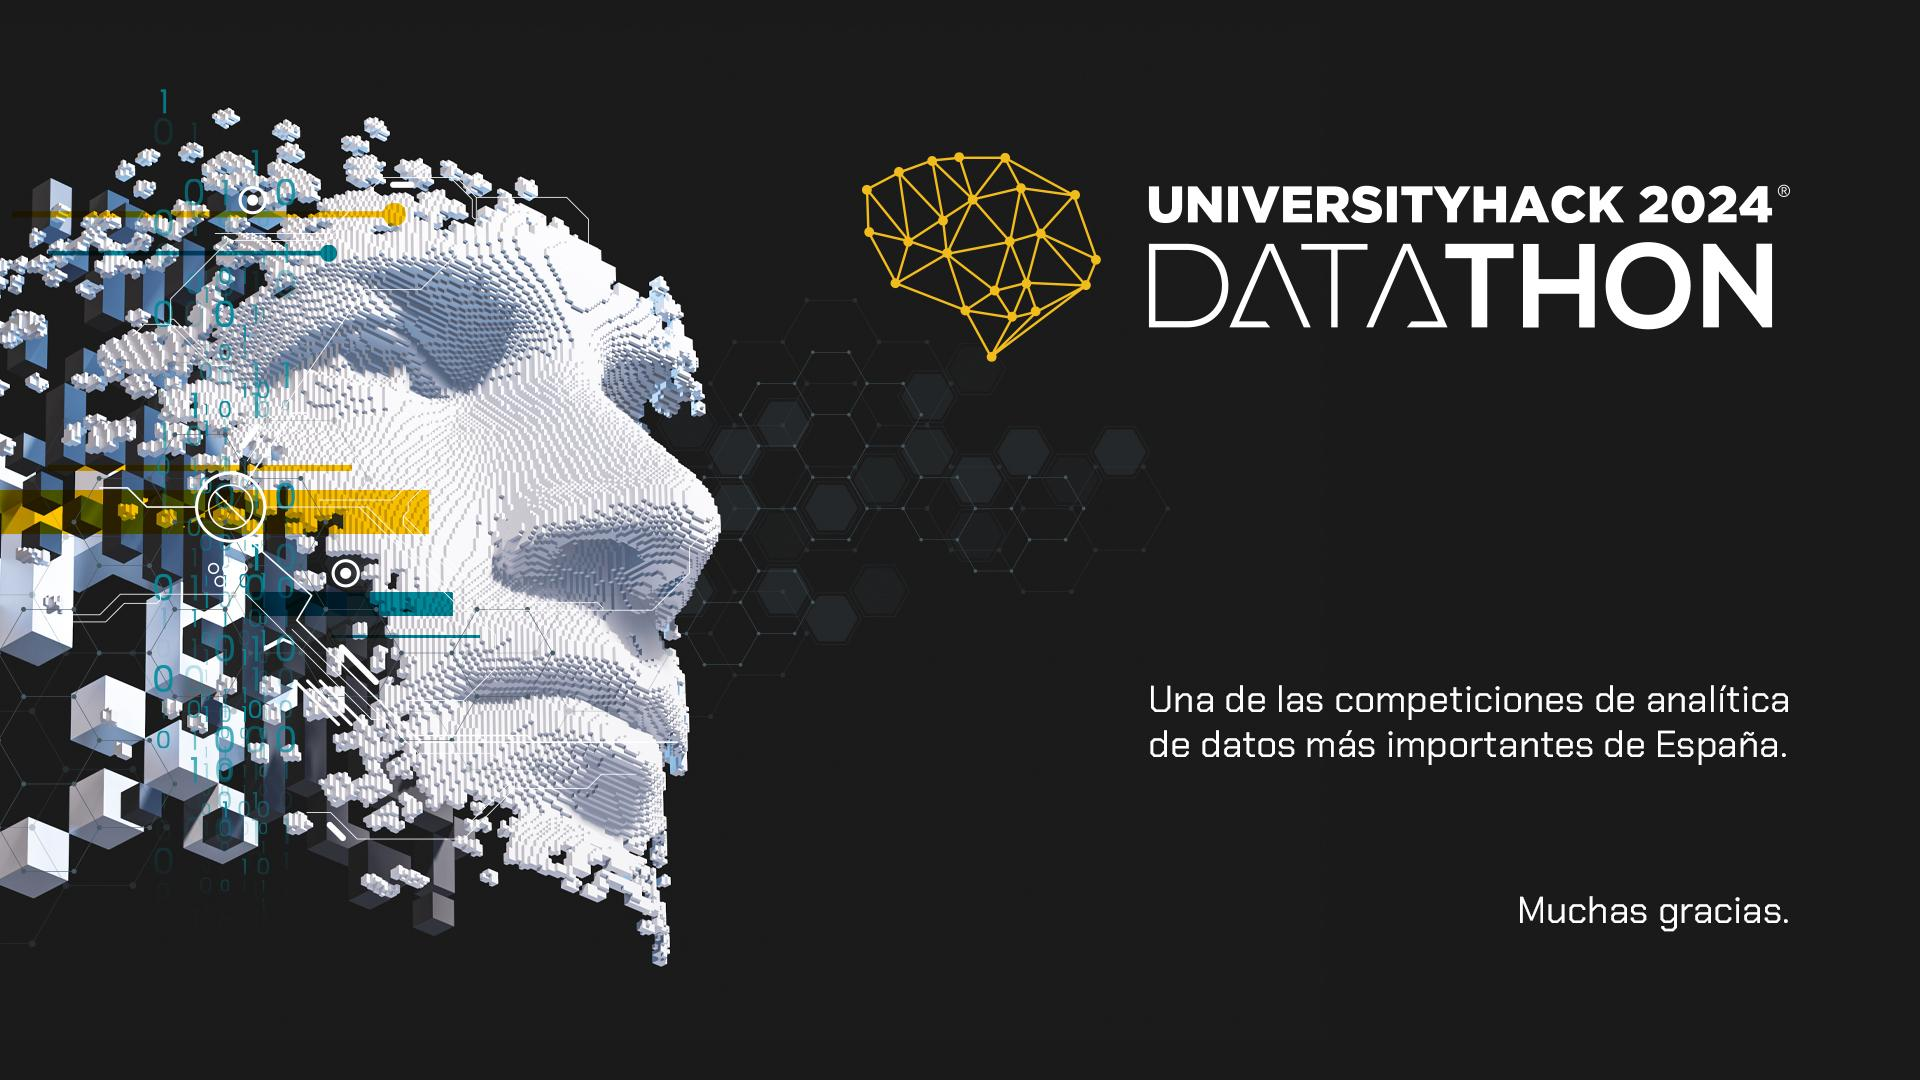 UNIVERSITYHACK 2024®
DATATHON
Una de las competiciones de analítica
de datos más importantes de España.
Muchas gracias.